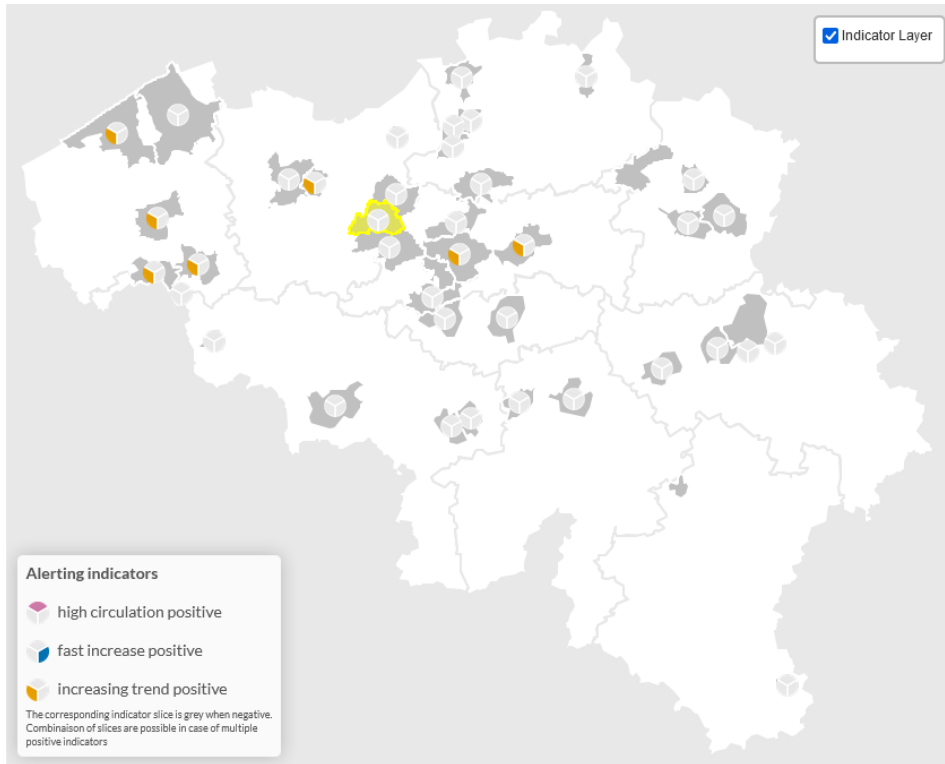 Indicator Layer
Alerting indicators
high circulation positive
fast increase positive
increasing trend positive
The corresponding indicator slice is grey when negative.
Combinaison of slices are possible in case of multiple
positive indicators